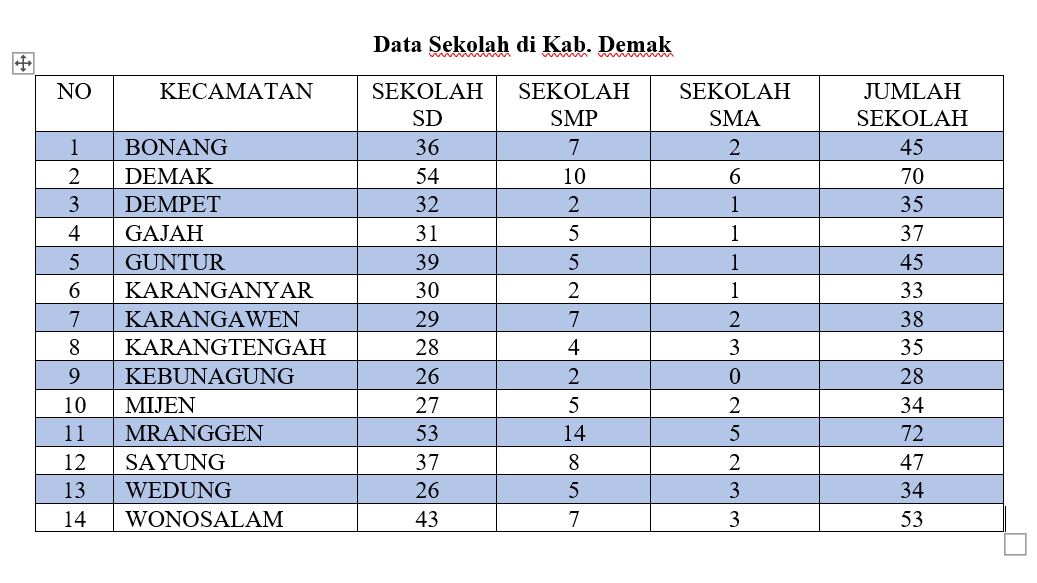 Data Sekolah di Kab. Demak
NO KECAMATAN SEKOLAH SD SEKOLAH SMP SEKOLAH SMA JUMLAH SEKOLAH
1 BONANG 36 7 2 45
2 DEMAK 54 10 6 70
3 DEMPET 32 2 1 35
4 GAJAH 31 5 1 37
5 GUNTUR 39 5 1 45
6 KARANGANYAR 30 2 1 33
7 KARANGAWEN 29 7 2 38
8 KARANGTENGAH 28 4 3 35
9 KEBUNAGUNG 26 2 0 28
10 MIJEN 27 5 2 34
11 MRANGGEN 53 14 5 72
12 SAYUNG 37 8 2 47
13 WEDUNG 26 5 3 34
14 WONOSALAM 43 7 3 53